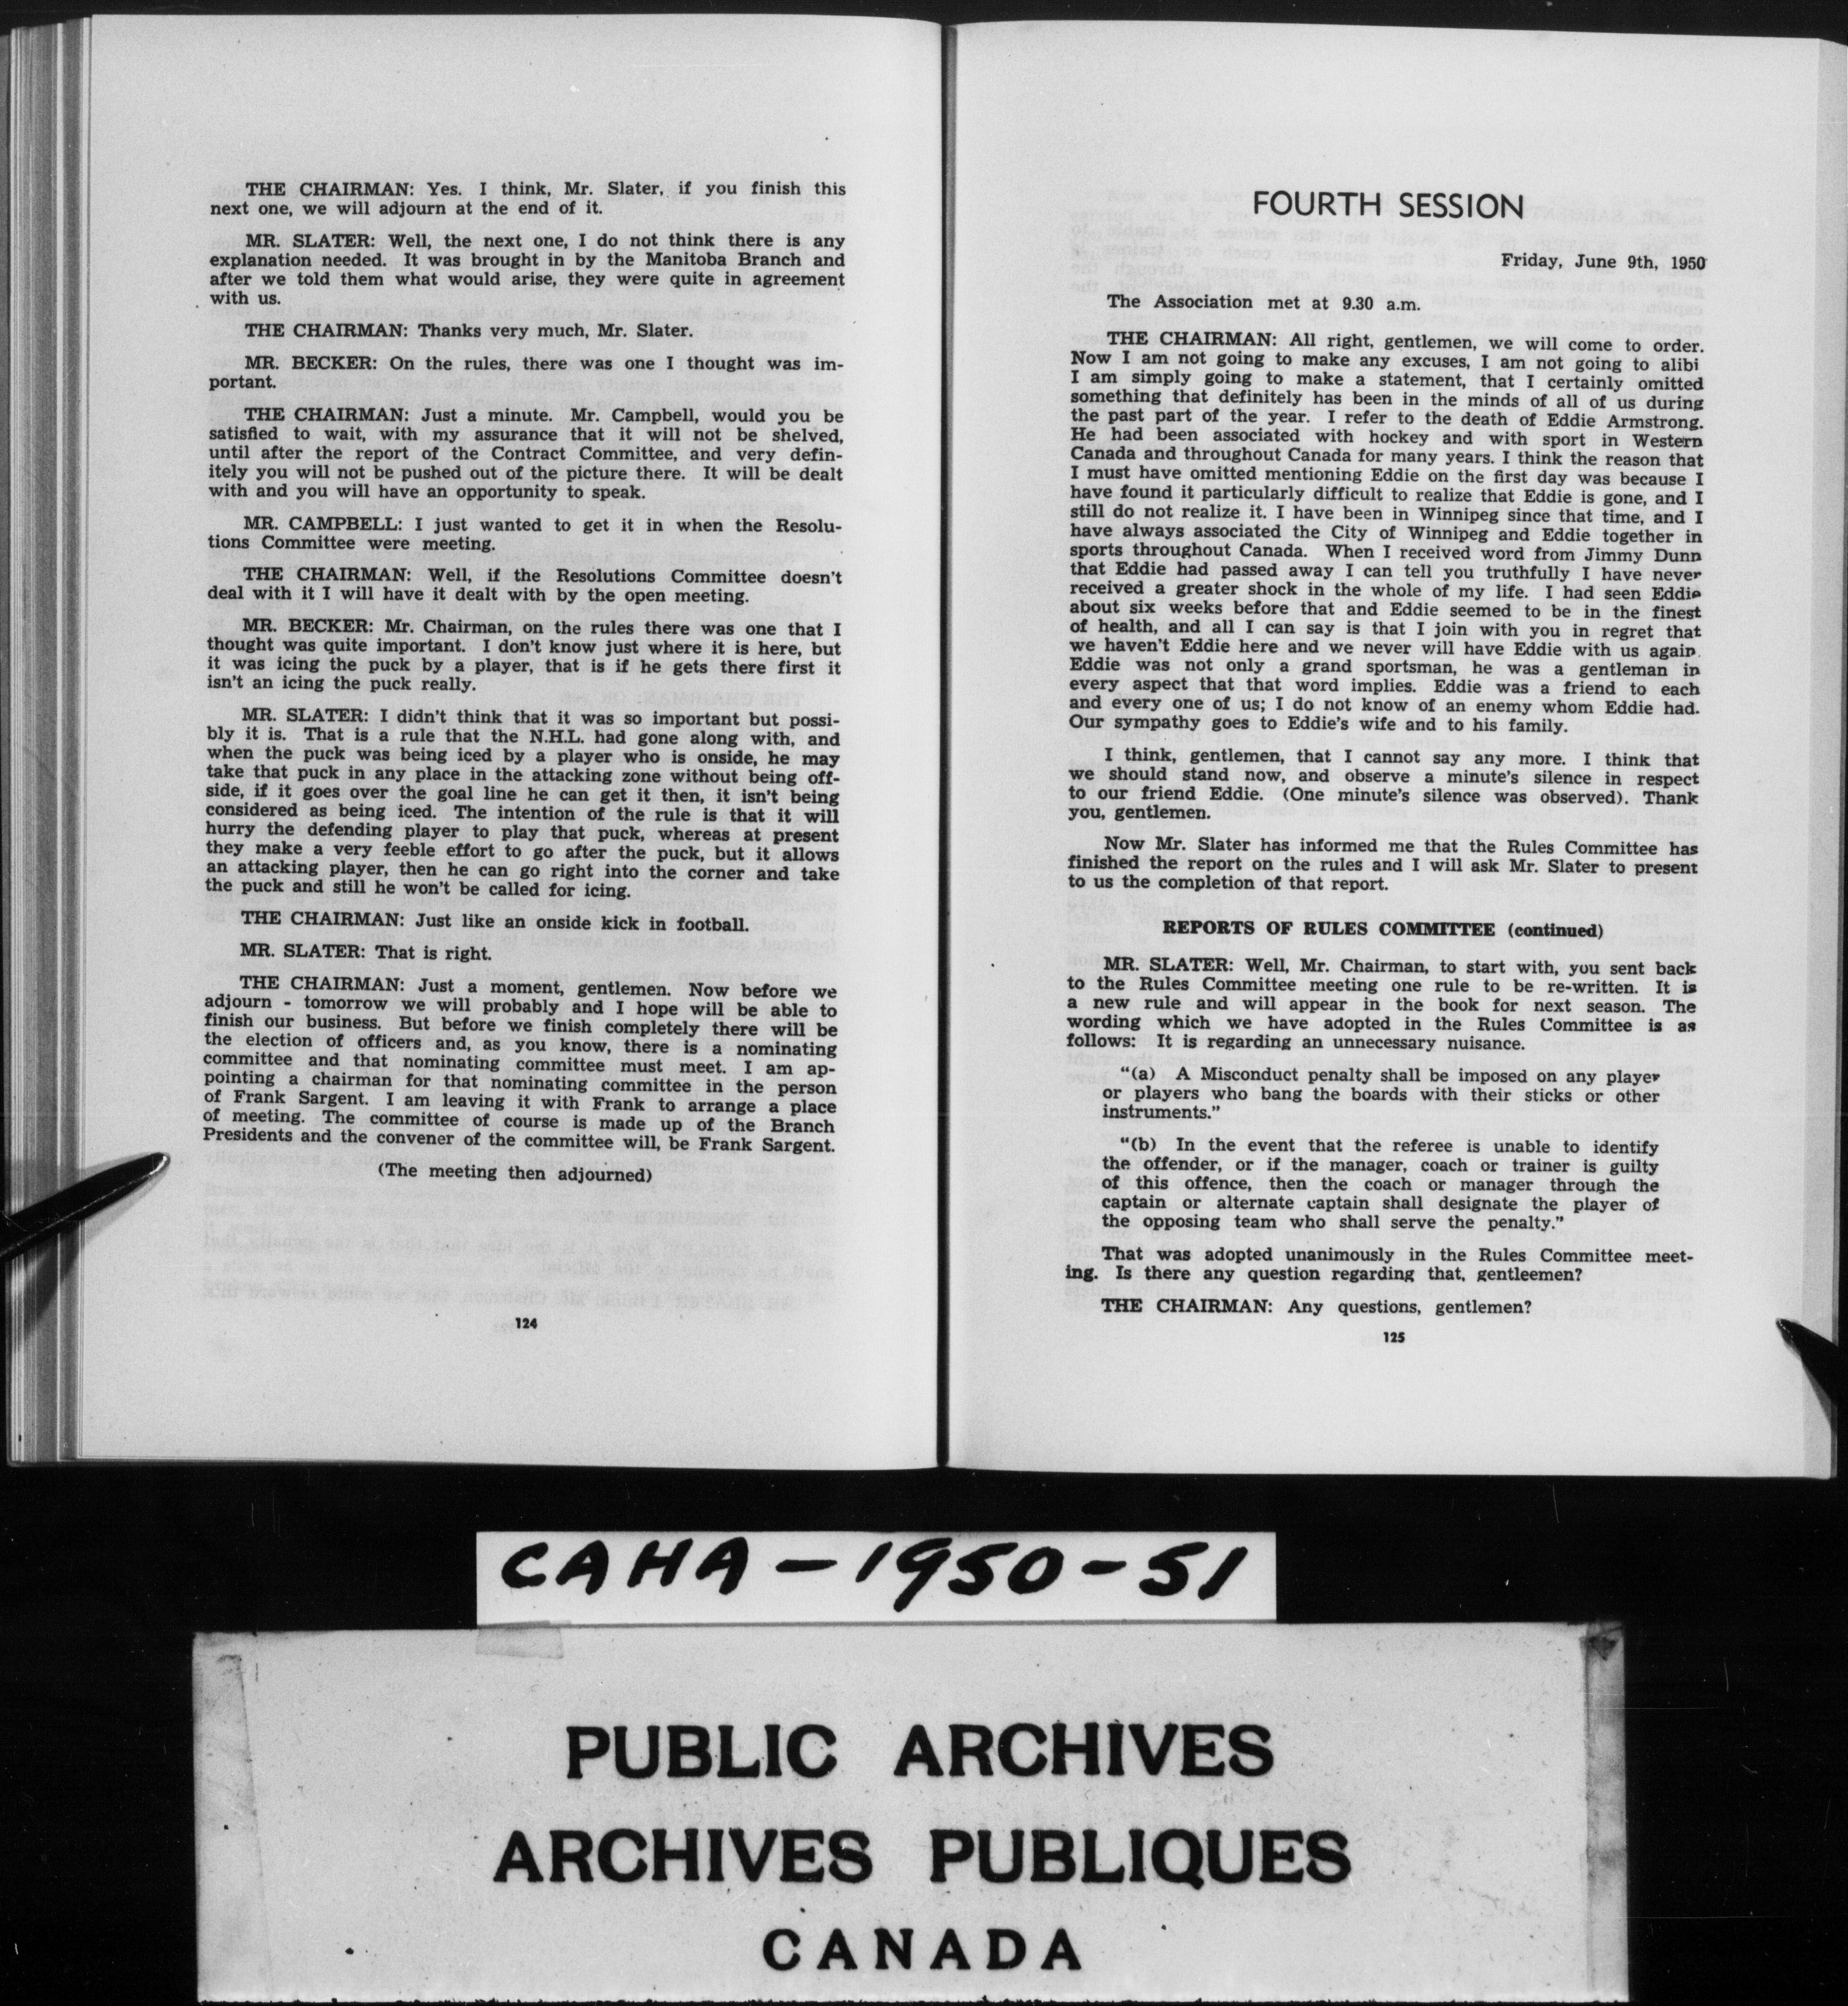 THE CHAIRMAN: Yes. I think, Mr. Slater, if you finish this
next one, we will adjourn at the end of it.
MR. SLATER: Well, the next one, I do not think there is any
explanation needed. It was brought in by the Manitoba Branch and
after we told them what would arise, they were quite in agreement
with us.
THE CHAIRMAN: Thanks very much, Mr. Slater.
MR. BECKER: On the rules, there was one I thought was im-
portant.
THE CHAIRMAN: Just a minute. Mr. Campbell, would you be
satisfied to wait, with my assurance that it will not be shelved,
until after the report of the Contract Committee, and very defin-
itely you will not be pushed out of the picture there. It will be dealt
with and you will have an opportunity to speak.
MR. CAMPBELL: I just wanted to get it in when the Resolu-
tions Committee were meeting.
THE CHAIRMAN: Well, if the Resolutions Committee doesn't
deal with it I will have it dealt with by the open meeting.
MR. BECKER: Mr. Chairman, on the rules there was one that I
thought was quite important. I don't know just where it is here, but
it was icing the puck by a player, that is if he gets there first it
isn't an icing the puck really.
MR. SLATER: I didn't think that it was so important but possi-
bly it is. That is a rule that the N.H.L. had gone along with, and
when the puck was being iced by a player who is onside, he may
take that puck in any place in the attacking zone without being off-
side, if it goes over the goal line he can get it then, it isn't being
considered as being iced. The intention of the rule is that it will
hurry the defending player to play that puck, whereas at present
they make a very feeble effort to go after the puck, but it allows
an attacking player, then he can go right into the corner and take
the puck and still he won't be called for icing.
THE CHAIRMAN: Just like an onside kick in football.
MR. SLATER: That is right.
THE CHAIRMAN: Just a moment, gentlemen. Now before we
adjourn - tomorrow we will probably and I hope will be able to
finish our business. But before we finish completely there will be
the election of officers and, as you know, there is a nominating
committee and that nominating committee must meet. I am ap-
pointing a chairman for that nominating committee in the person
of Frank Sargent. I am leaving it with Frank to arrange a place
of meeting. The committee of course is made up of the Branch
Presidents and the convener of the committee will, be Frank Sargent.
(The meeting then adjourned)
124
FOURTH SESSION
Friday, June 9th, 1950
The Association met at 9.30 a.m.
THE CHAIRMAN: All right, gentlemen, we will come to order.
Now I am not going to make any excuses, I am not going to alibi
I am simply going to make a statement, that I certainly omitted
something that definitely has been in the minds of all of us during
the past part of the year. I refer to the death of Eddie Armstrong.
He had been associated with hockey and with sport in Western
Canada and throughout Canada for many years. I think the reason that
I must have omitted mentioning Eddie on the first day was because I
have found it particularly difficult to realize that Eddie is gone, and I
still do not realize it. I have been in Winnipeg since that time, and I
have always associated the City of Winnipeg and Eddie together in
sports throughout Canada. When I received word from Jimmy Dunn
that Eddie had passed away I can tell you truthfully I have never
received a greater shock in the whole of my life. I had seen Eddie
about six weeks before that and Eddie seemed to be in the finest
of health, and all I can say is that I join with you in regret that
we haven't Eddie here and we never will have Eddie with us again.
Eddie was not only a grand sportsman, he was a gentleman in
every aspect that that word implies. Eddie was a friend to each
and every one of us; I do not know of an enemy whom Eddie had.
Our sympathy goes to Eddie's wife and to his family.
I think, gentlemen, that I cannot say any more. I think that
we should stand now, and observe a minute's silence in respect
to our friend Eddie. (One minute's silence was observed). Thank
you, gentlemen.
Now Mr. Slater has informed me that the Rules Committee has
finished the report on the rules and I will ask Mr. Slater to present
to us the completion of that report.
REPORTS OF RULES COMMITTEE (continued)
MR. SLATER: Well, Mr. Chairman, to start with, you sent back
to the Rules Committee meeting one rule to be re-written. It is
a new rule and will appear in the book for next season. The
wording which we have adopted in the Rules Committee is as
follows: It is regarding an unnecessary nuisance.
"(a) A Misconduct penalty shall be imposed on any player
or players who bang the boards with their sticks or other
instruments."
"(b) In the event that the referee is unable to identify
the offender, or if the manager, coach or trainer is guilty
of this offence, then the coach or manager through the
captain or alternate captain shall designate the player of
the opposing team who shall serve the penalty."
That was adopted unanimously in the Rules Committee meet-
ing. Is there any question regarding that, gentleemen?
THE CHAIRMAN: Any questions, gentlemen?
125
CAHA - 1950-51
PUBLIC ARCHIVES
ARCHIVES PUBLIQUES
CANADA